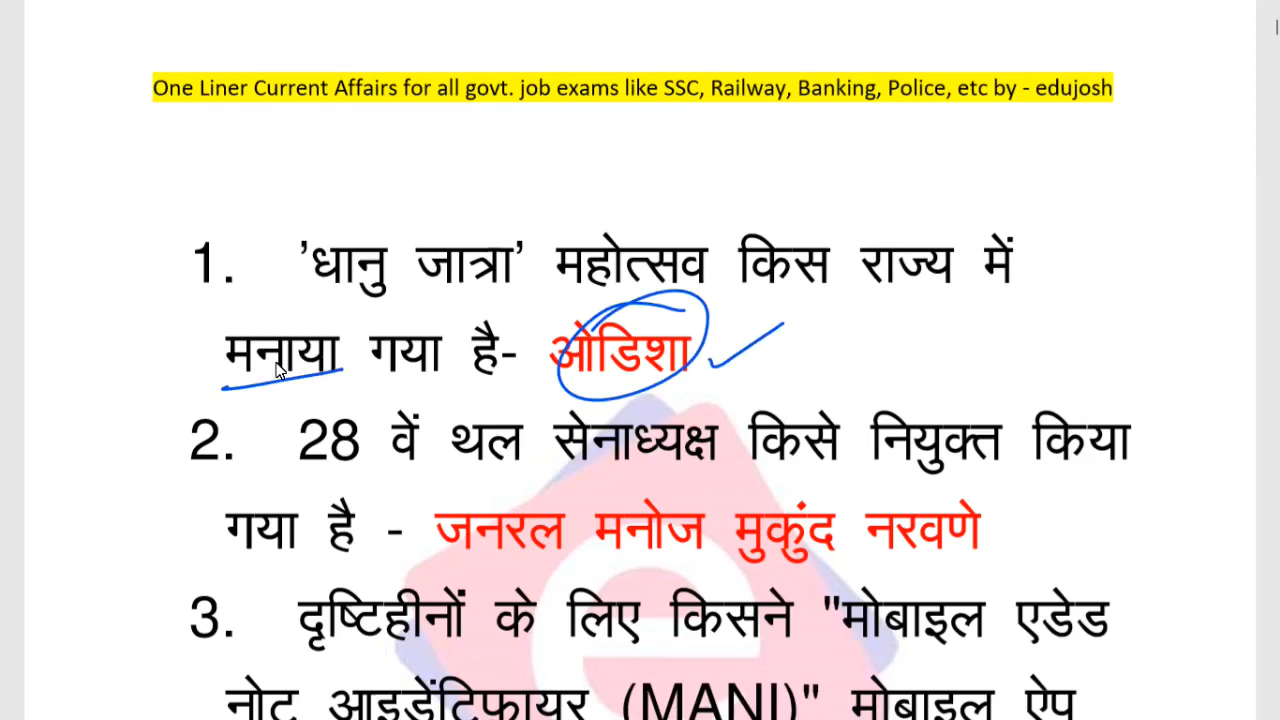 One Liner Current Affairs for all govt. job exams like SSC, Railway, Banking, Police, etc by - edujosh
1. ’धानु जात्रा’ महोत्सव किस राज्य में
मनाया गया है- ओडिशा
2. 28 वें थल सेनाध्यक्ष किसे नियुक्त किया
गया है - जनरल मनोज मुकुंद नरवणे
3. दृष्टिहीनों के लिए किसने "मोबाइल एडेड
नोट आइडेंटिफायर (MANI)" मोबाइल ऐप